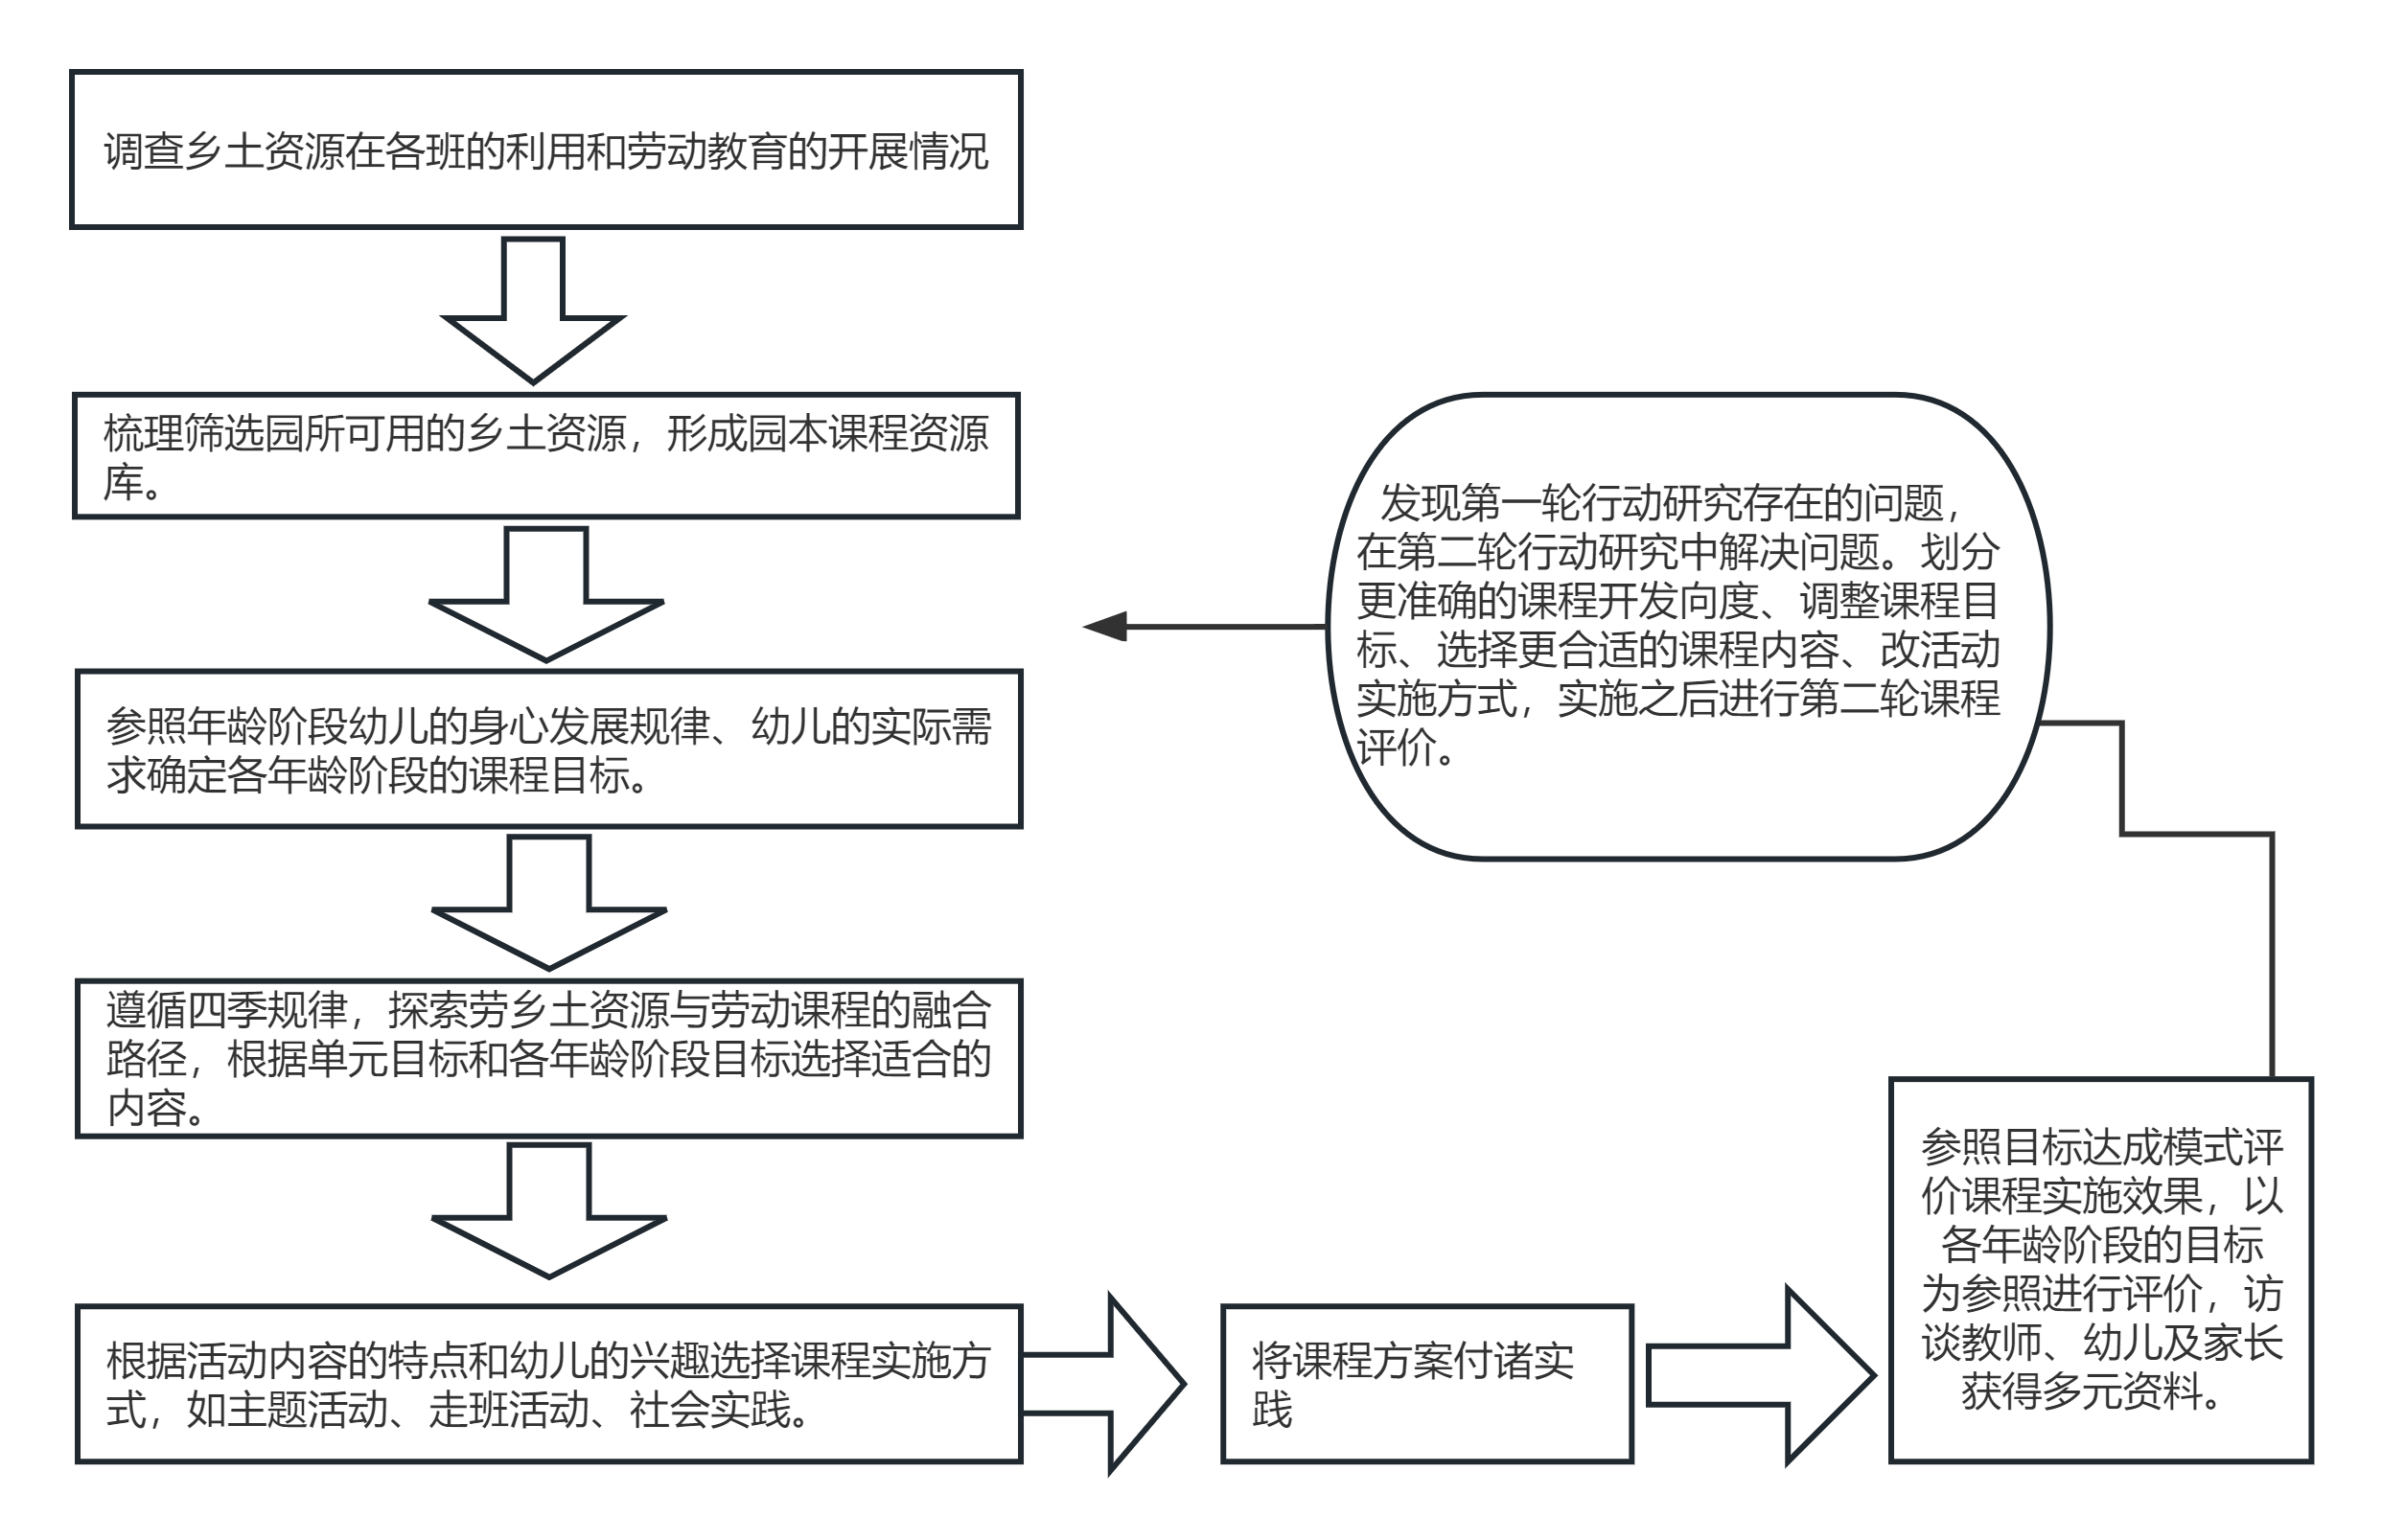 调查乡土资源在各班的利用和劳动教育的开展情况
梳理筛选园所可用的乡土资源，形成园本课程资源
库。
参照年龄阶段幼儿的身心发展规律、幼儿的实际需
求确定各年龄阶段的课程目标。
遵循四季规律，探索劳乡土资源与劳动课程的融合
路径，根据单元目标和各年龄阶段目标选择适合的
内容。
根据活动内容的特点和幼儿的兴趣选择课程实施方
式，如主题活动、走班活动、社会实践。
将课程方案付诸实
践
参照目标达成模式评
价课程实施效果，以
各年龄阶段的目标
为参照进行评价，访
谈教师、幼儿及家长
获得多元资料。
发现第一轮行动研究存在的问题，
在第二轮行动研究中解决问题。划分
更准确的课程开发向度、调整课程目
标、选择更合适的课程内容、改活动
实施方式，实施之后进行第二轮课程
评价。